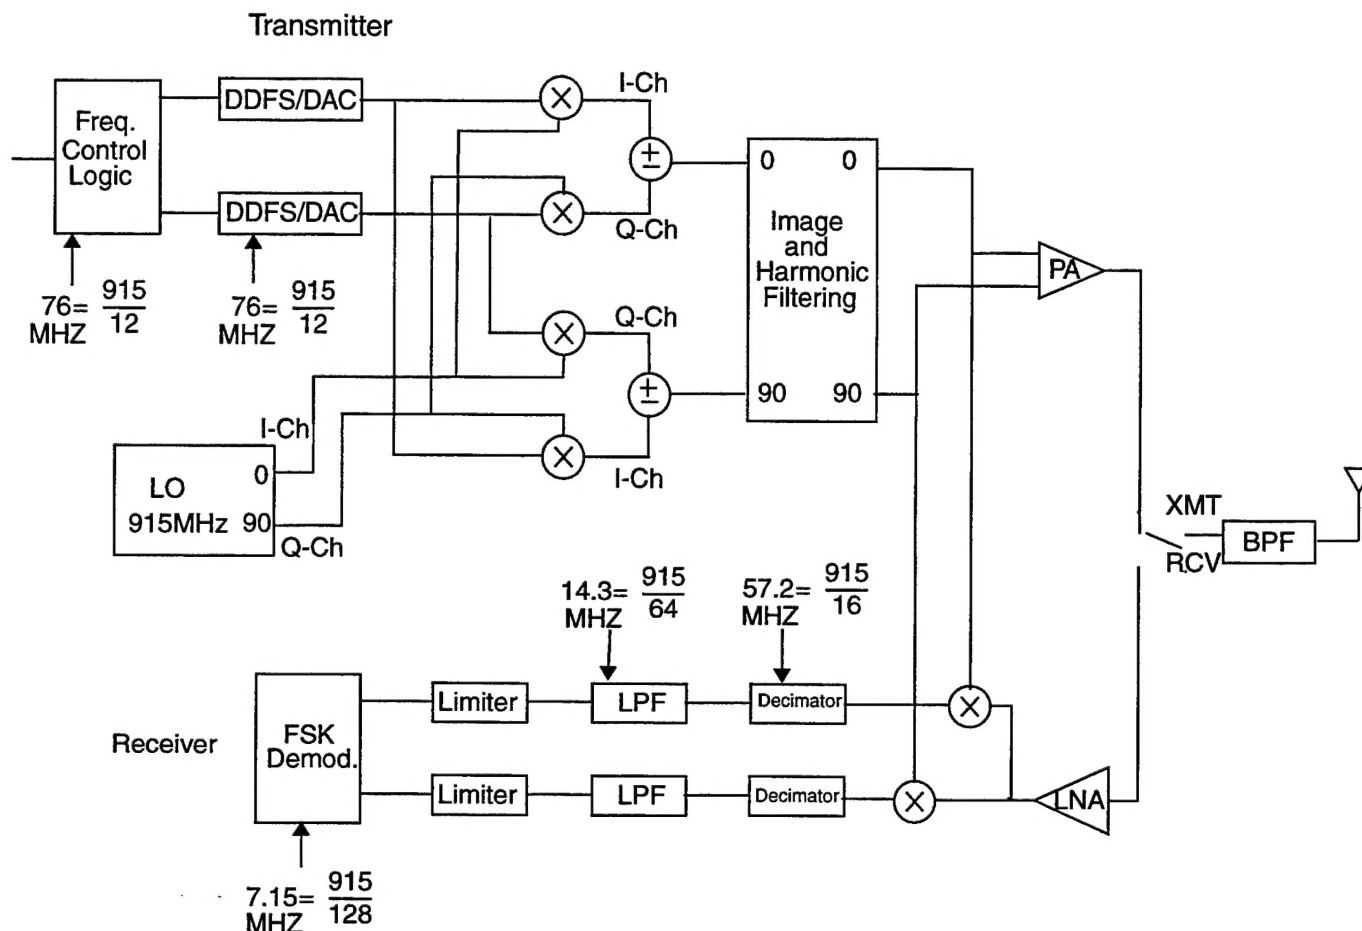 Transmitter
Freq.
Control
Logic
DDFS/DAC
DDFS/DAC
76= 915
MHZ 12
76= 915
MHZ 12
I-Ch
±
Q-Ch
Q-Ch
±
I-Ch
0 0
Image
and
Harmonic
Filtering
90 90
PA
I-Ch
LO 0
915MHz 90
Q-Ch
XMT
RCV
BPF
14.3= 915
MHZ 64
57.2= 915
MHZ 16
Receiver
FSK
Demod.
Limiter
LPF
Decimator
Limiter
LPF
Decimator
LNA
7.15= 915
MHZ 128